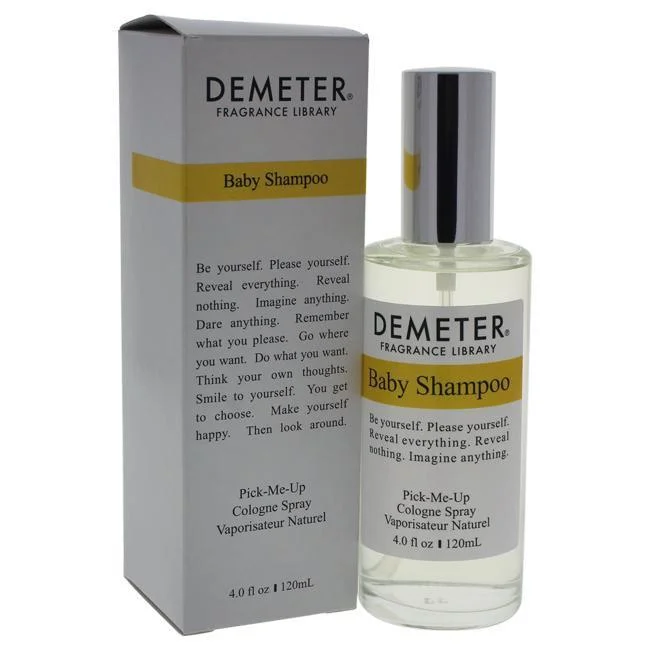 DEMETER®
FRAGRANCE LIBRARY
Baby Shampoo
Be yourself. Please yourself.
Reveal everything. Reveal
nothing. Imagine anything.
Dare anything. Remember
what you please. Go where
you want. Do what you want.
Think your own thoughts.
Smile to yourself. You get
to choose. Make yourself
happy. Then look around.
Pick-Me-Up
Cologne Spray
Vaporisateur Naturel
4.0 fl oz 120mL
DEMETER®
FRAGRANCE LIBRARY
Baby Shampoo
Be yourself. Please yourself.
Reveal everything. Reveal
nothing. Imagine anything.
Pick-Me-Up
Cologne Spray
Vaporisateur Naturel
4.0 fl oz 120mL